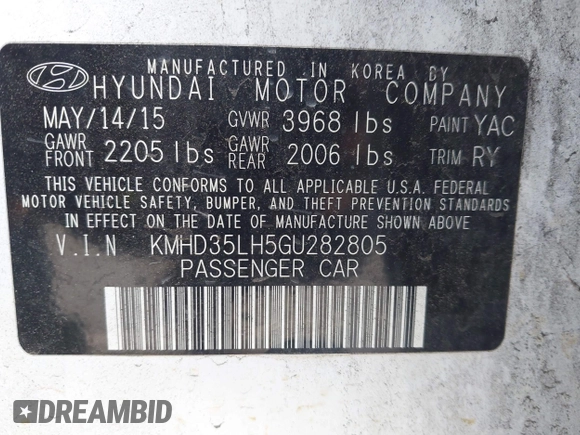 MANUFACTURED IN KOREA BY
HYUNDAI MOTOR COMPANY
MAY/14/15 GVWR 3968 lbs PAINT YAC
GAWR FRONT 2205 lbs GAWR REAR 2006 lbs TRIM RY
THIS VEHICLE CONFORMS TO ALL APPLICABLE U.S.A. FEDERAL
MOTOR VEHICLE SAFETY, BUMPER, AND THEFT PREVENTION STANDARDS
IN EFFECT ON THE DATE OF MANUFACTURE SHOWN ABOVE
V.I.N KMHD35LH5GU282805
PASSENGER CAR
DREAMBID